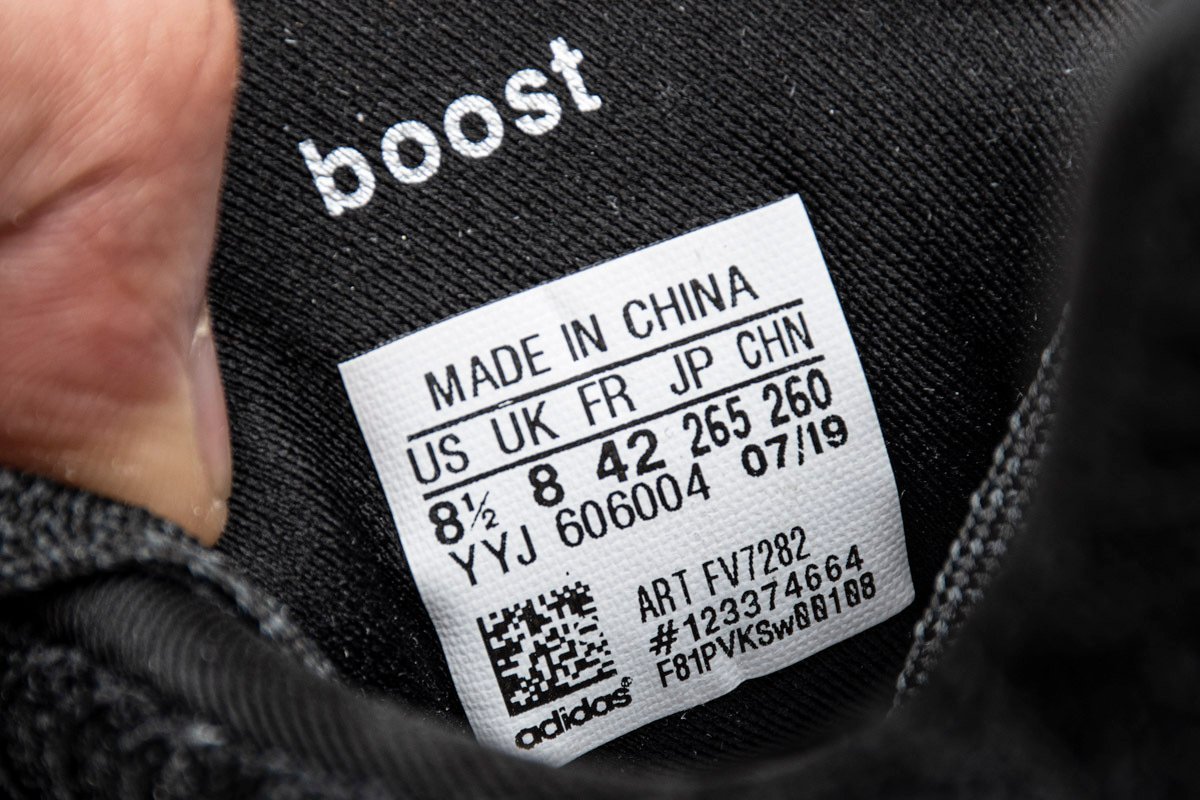 boost
MADE IN CHINA
US UK FR JP CHN
8½ 8 42 265 260
YYJ 606004 07/19
ART FV7282
#123374664
F81PVKSw00108
adidas®